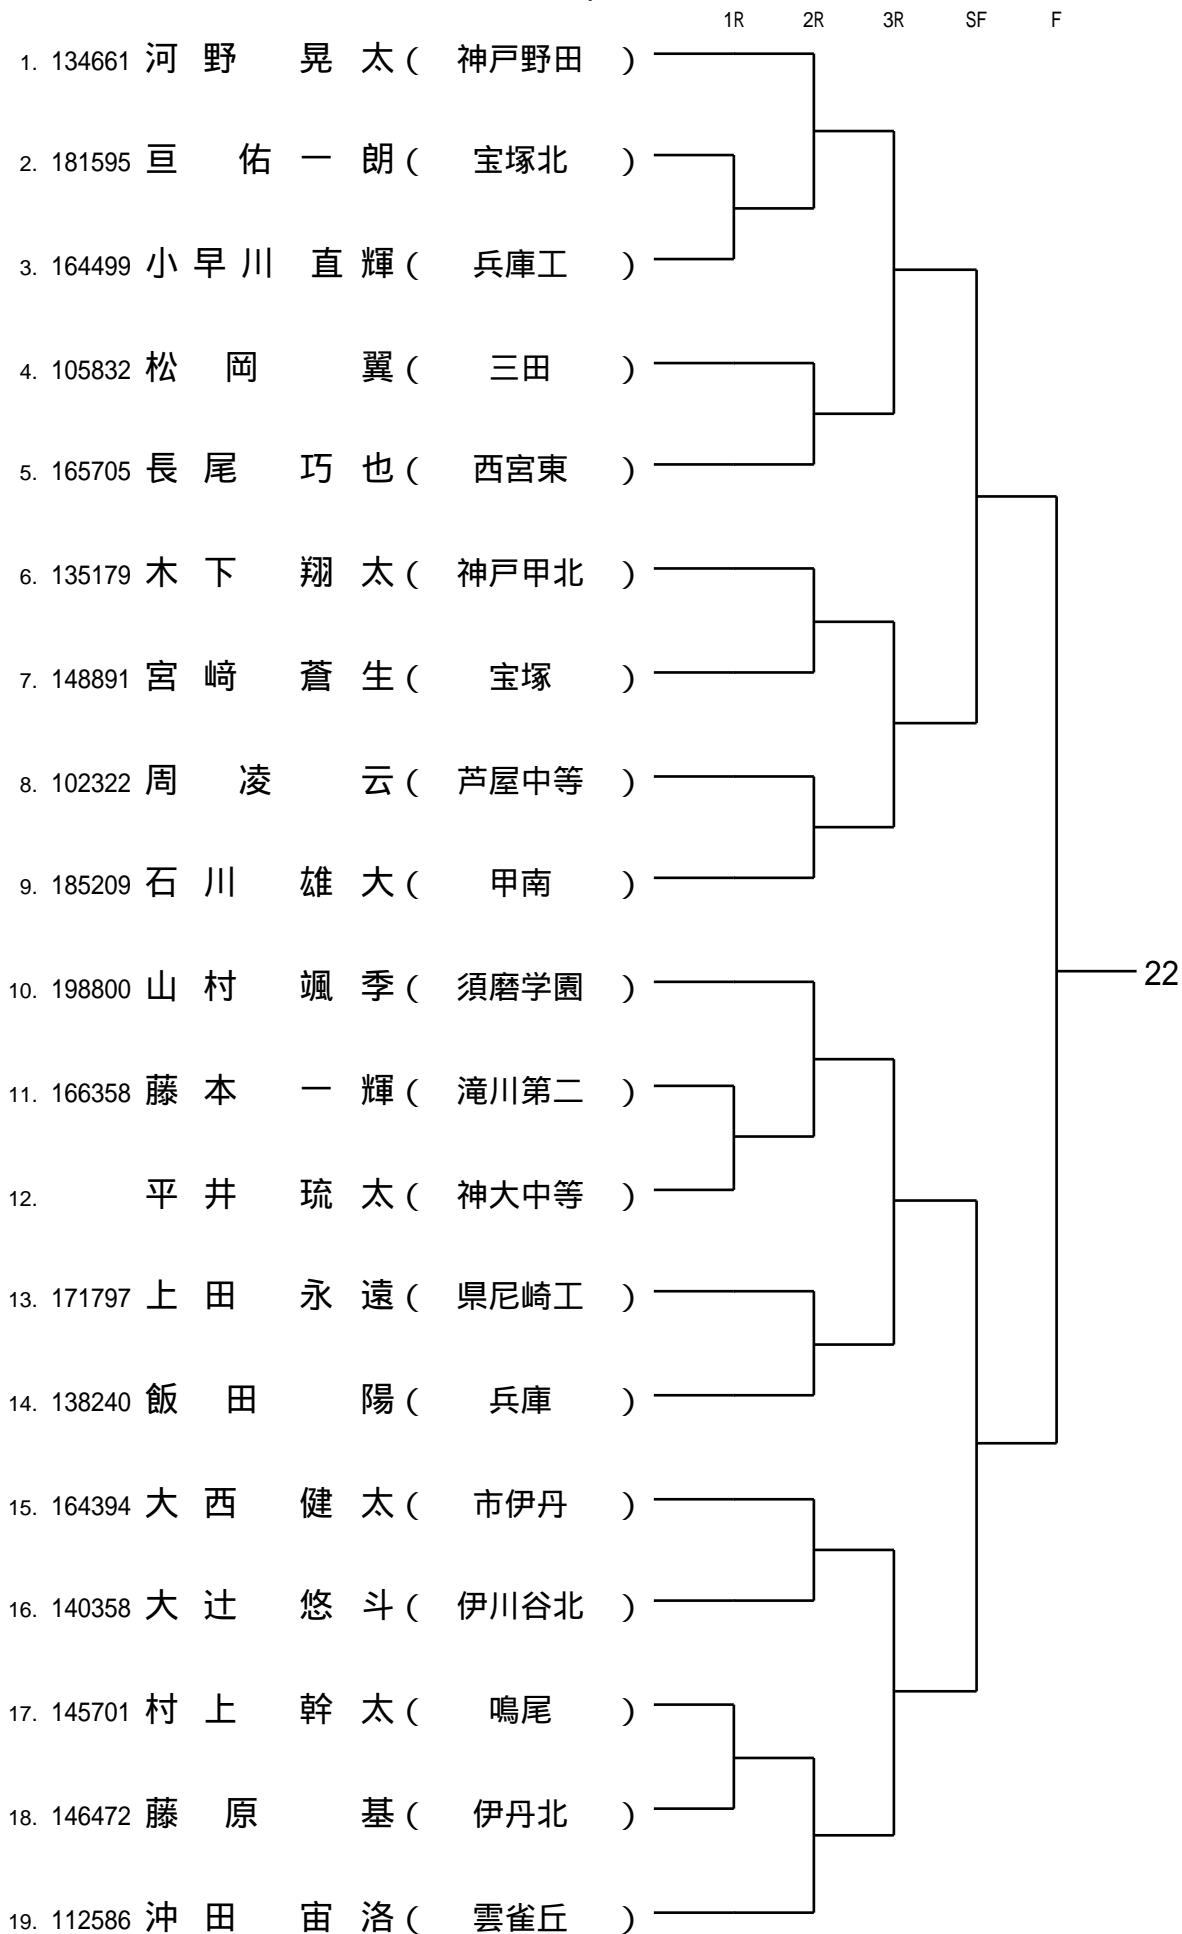 1R 2R 3R SF F
1. 134661 河野 晃太 ( 神戸野田 )
2. 181595 亘 佑一朗 ( 宝塚北 )
3. 164499 小早川 直輝 ( 兵庫工 )
4. 105832 松岡 翼 ( 三田 )
5. 165705 長尾 巧也 ( 西宮東 )
6. 135179 木下 翔太 ( 神戸甲北 )
7. 148891 宮﨑 蒼生 ( 宝塚 )
8. 102322 周 凌云 ( 芦屋中等 )
9. 185209 石川 雄大 ( 甲南 )
22
10. 198800 山村 颯季 ( 須磨学園 )
11. 166358 藤本 一輝 ( 滝川第二 )
12. 平井 琉太 ( 神大中等 )
13. 171797 上田 永遠 ( 県尼崎工 )
14. 138240 飯田 陽 ( 兵庫 )
15. 164394 大西 健太 ( 市伊丹 )
16. 140358 大辻 悠斗 ( 伊川谷北 )
17. 145701 村上 幹太 ( 鳴尾 )
18. 146472 藤原 基 ( 伊丹北 )
19. 112586 沖田 宙洛 ( 雲雀丘 )